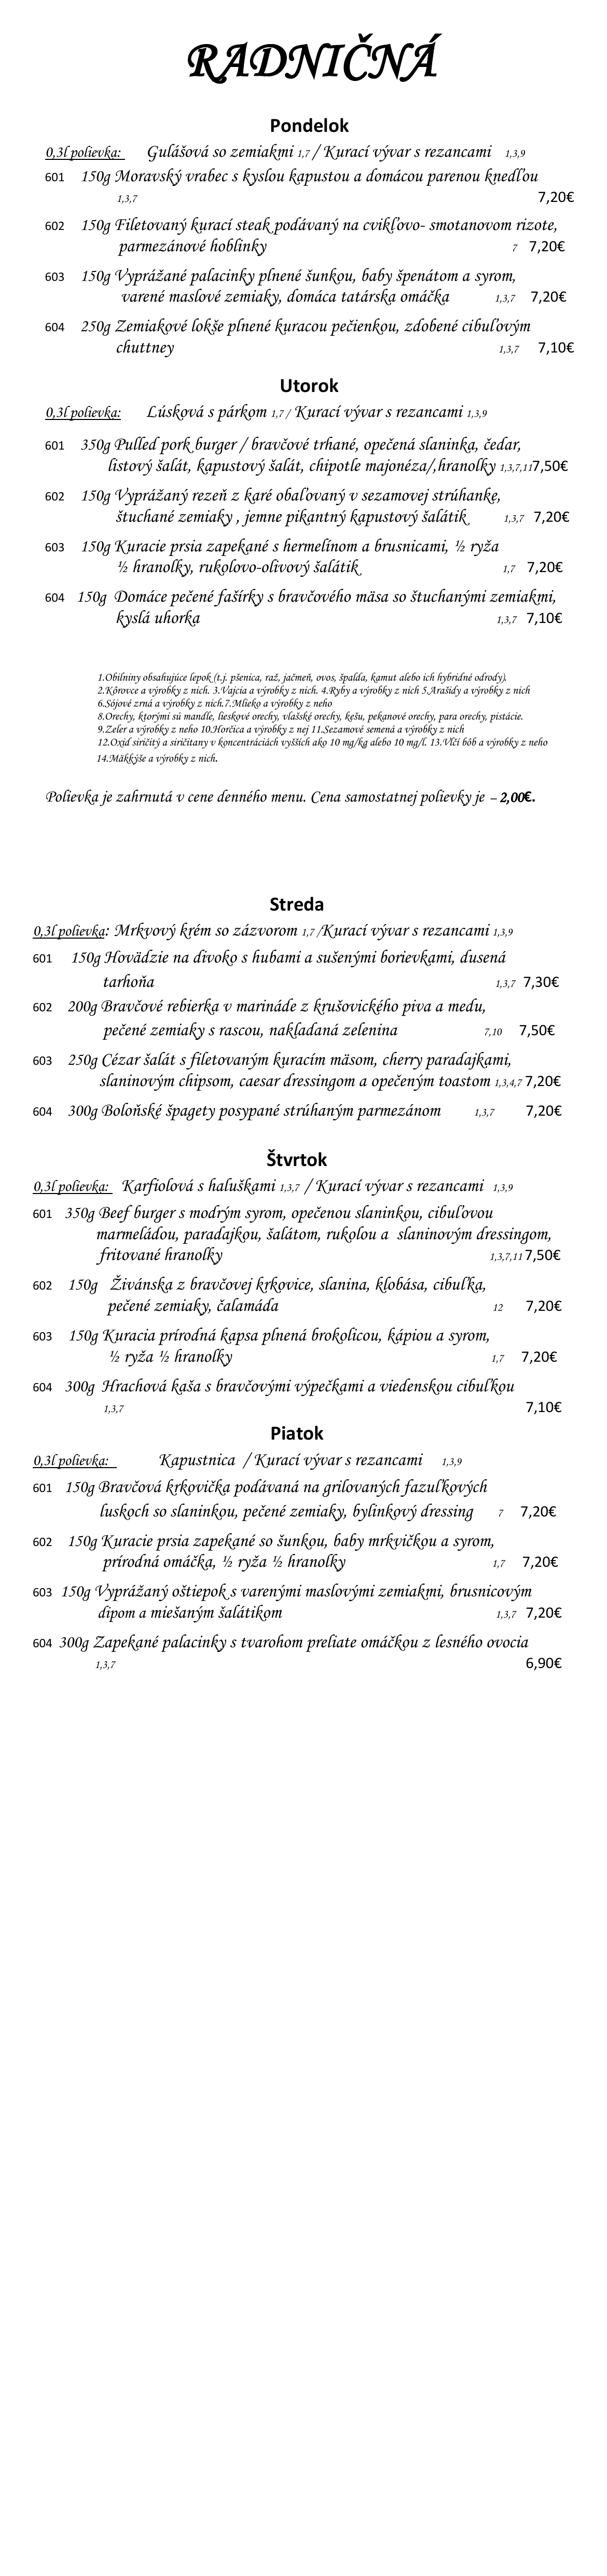 RADNIČNÁ
Pondelok
0,3l polievka: Gulášová so zemiakmi 1,7 / Kurací vývar s rezancami 1,3,9
601 150g Moravský vrabec s kyslou kapustou a domácou parenou knedľou
1,3,7 7,20€
602 150g Filetovaný kurací steak podávaný na cvikľovo- smotanovom rizote,
parmezánové hoblinky 7 7,20€
603 150g Vyprážané palacinky plnené šunkou, baby špenátom a syrom,
varené maslové zemiaky, domáca tatárska omáčka 1,3,7 7,20€
604 250g Zemiakové lokše plnené kuracou pečienkou, zdobené cibuľovým
chuttney 1,3,7 7,10€
Utorok
0,3l polievka: Lúsková s párkom 1,7 / Kurací vývar s rezancami 1,3,9
601 350g Pulled pork burger / bravčové trhané, opečená slaninka, čedar,
listový šalát, kapustový šalát, chipotle majonéza/,hranolky 1,3,7,117,50€
602 150g Vyprážaný rezeň z karé obaľovaný v sezamovej strúhanke,
štuchané zemiaky , jemne pikantný kapustový šalátik 1,3,7 7,20€
603 150g Kuracie prsia zapekané s hermelínom a brusnicami, ½ ryža
½ hranolky, rukolovo-olivový šalátik 1,7 7,20€
604 150g Domáce pečené fašírky s bravčového mäsa so štuchanými zemiakmi,
kyslá uhorka 1,3,7 7,10€
1.Obilniny obsahujúce lepok (t.j. pšenica, raž, jačmeň, ovos, špalda, kamut alebo ich hybridné odrody).
2.Kôrovce a výrobky z nich. 3.Vajcia a výrobky z nich. 4.Ryby a výrobky z nich 5.Arašidy a výrobky z nich
6.Sójové zrná a výrobky z nich.7.Mlieko a výrobky z neho
8.Orechy, ktorými sú mandle, lieskové orechy, vlašské orechy, kešu, pekanové orechy, para orechy, pistácie.
9.Zeler a výrobky z neho 10.Horčica a výrobky z nej 11.Sezamové semená a výrobky z nich
12.Oxid siričitý a siričitany v koncentráciách vyšších ako 10 mg/kg alebo 10 mg/l. 13.Vlčí bôb a výrobky z neho
14.Mäkkýše a výrobky z nich.
Polievka je zahrnutá v cene denného menu. Cena samostatnej polievky je – 2,00€.
Streda
0,3l polievka: Mrkvový krém so zázvorom 1,7 /Kurací vývar s rezancami 1,3,9
601 150g Hovädzie na divoko s hubami a sušenými borievkami, dusená
tarhoňa 1,3,7 7,30€
602 200g Bravčové rebierka v marináde z krušovického piva a medu,
pečené zemiaky s rascou, nakladaná zelenina 7,10 7,50€
603 250g Cézar šalát s filetovaným kuracím mäsom, cherry paradajkami,
slaninovým chipsom, caesar dressingom a opečeným toastom 1,3,4,7 7,20€
604 300g Boloňské špagety posypané strúhaným parmezánom 1,3,7 7,20€
Štvrtok
0,3l polievka: Karfiolová s haluškami 1,3,7 / Kurací vývar s rezancami 1,3,9
601 350g Beef burger s modrým syrom, opečenou slaninkou, cibuľovou
marmeládou, paradajkou, šalátom, rukolou a slaninovým dressingom,
fritované hranolky 1,3,7,11 7,50€
602 150g Živánska z bravčovej krkovice, slanina, klobása, cibuľka,
pečené zemiaky, čalamáda 12 7,20€
603 150g Kuracia prírodná kapsa plnená brokolicou, kápiou a syrom,
½ ryža ½ hranolky 1,7 7,20€
604 300g Hrachová kaša s bravčovými výpečkami a viedenskou cibuľkou
1,3,7 7,10€
Piatok
0,3l polievka: Kapustnica / Kurací vývar s rezancami 1,3,9
601 150g Bravčová krkovička podávaná na grilovaných fazuľkových
luskoch so slaninkou, pečené zemiaky, bylinkový dressing 7 7,20€
602 150g Kuracie prsia zapekané so šunkou, baby mrkvičkou a syrom,
prírodná omáčka, ½ ryža ½ hranolky 1,7 7,20€
603 150g Vyprážaný oštiepok s varenými maslovými zemiakmi, brusnicovým
dipom a miešaným šalátikom 1,3,7 7,20€
604 300g Zapekané palacinky s tvarohom preliate omáčkou z lesného ovocia
1,3,7 6,90€